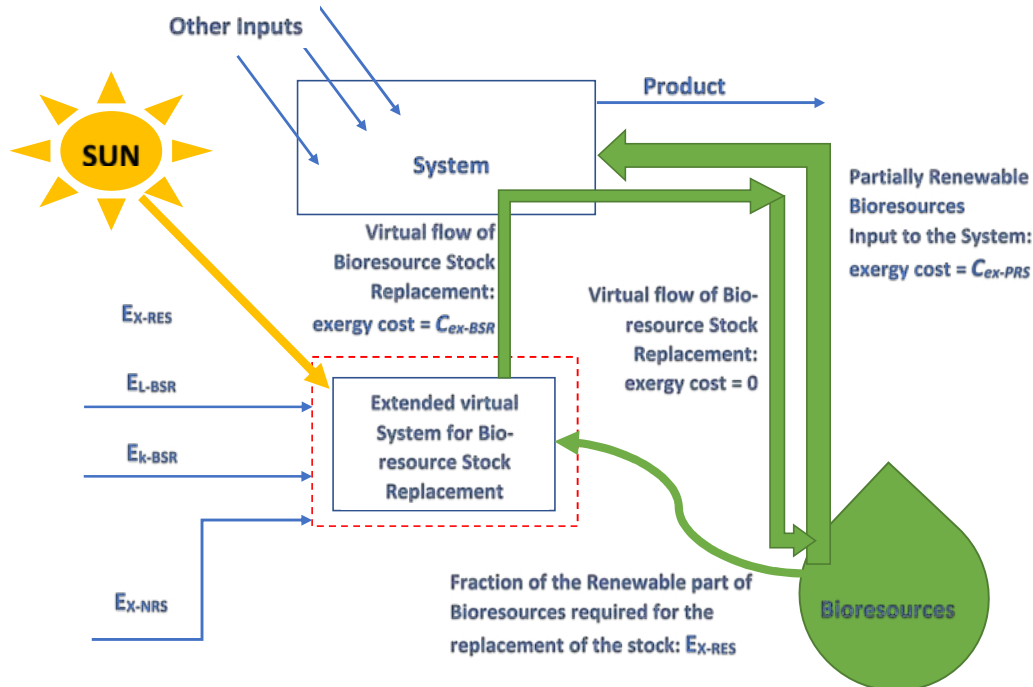 Other Inputs
SUN
System
Product
Partially Renewable
Bioresources
Input to the System:
exergy cost = Cex-PRS
Virtual flow of
Bioresource Stock
Replacement:
exergy cost = Cex-BSR
Virtual flow of Bio-
resource Stock
Replacement:
exergy cost = 0
EX-RES
EL-BSR
Ek-BSR
EX-NRS
Extended virtual
System for Bio-
resource Stock
Replacement
Fraction of the Renewable part of
Bioresources required for the
replacement of the stock: EX-RES
Bioresources